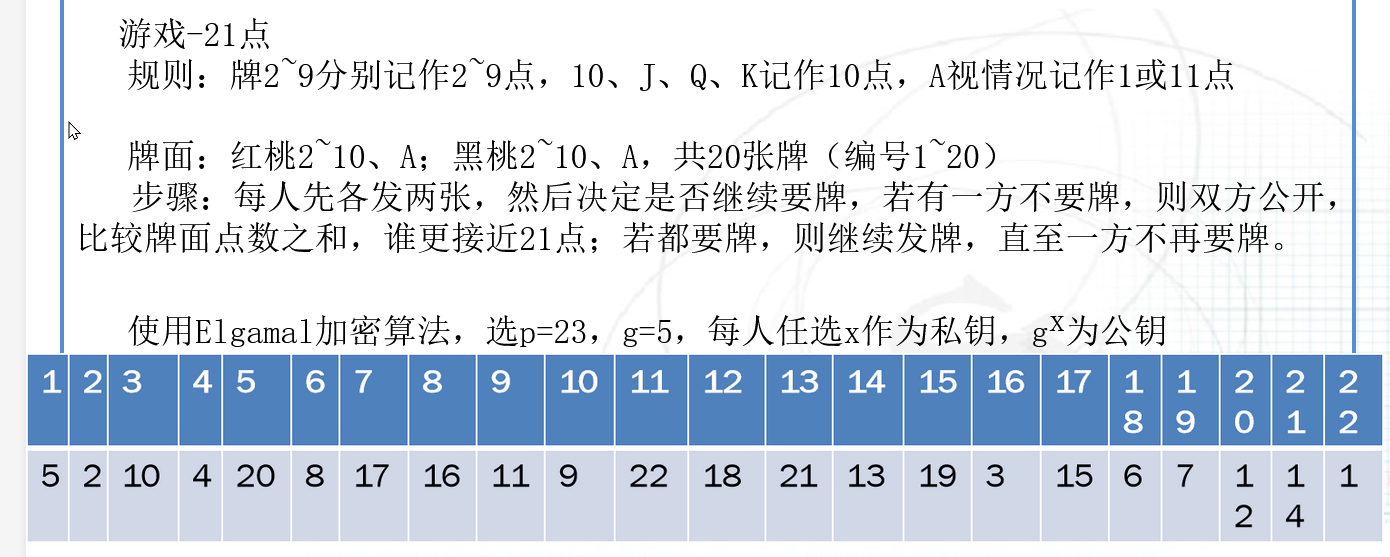 游戏-21点
规则：牌2~9分别记作2~9点，10、J、Q、K记作10点，A视情况记作1或11点
牌面：红桃2~10、A；黑桃2~10、A，共20张牌（编号1~20）
步骤：每人先各发两张，然后决定是否继续要牌，若有一方不要牌，则双方公开，
比较牌面点数之和，谁更接近21点；若都要牌，则继续发牌，直至一方不再要牌。
使用Elgamal加密算法，选p=23，g=5，每人任选x作为私钥，g^x为公钥
1 2 3 4 5 6 7 8 9 10 11 12 13 14 15 16 17 18 19 20 21 22
5 2 10 4 20 8 17 16 11 9 22 18 21 13 19 3 15 6 7 12 14 1